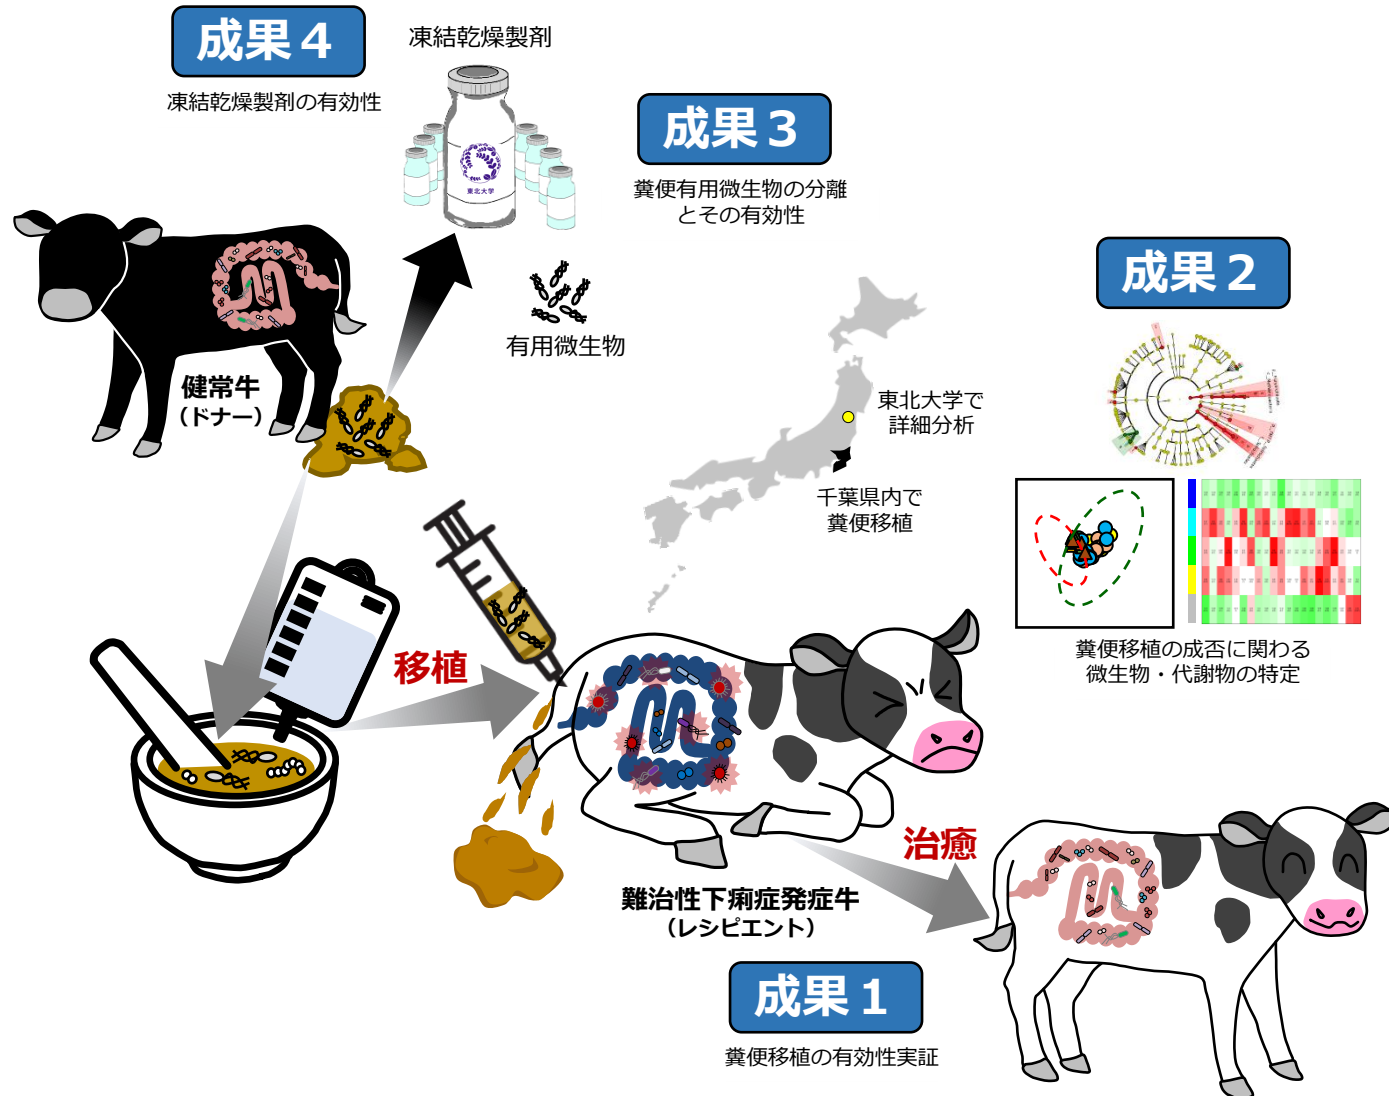 成果４
凍結乾燥製剤の有効性
凍結乾燥製剤
東北大学
成果３
糞便有用微生物の分離
とその有効性
有用微生物
健常牛
（ドナー）
東北大学で
詳細分析
千葉県内で
糞便移植
成果２
糞便移植の成否に関わる
微生物・代謝物の特定
移植
難治性下痢症発症牛
（レシピエント）
治癒
成果１
糞便移植の有効性実証